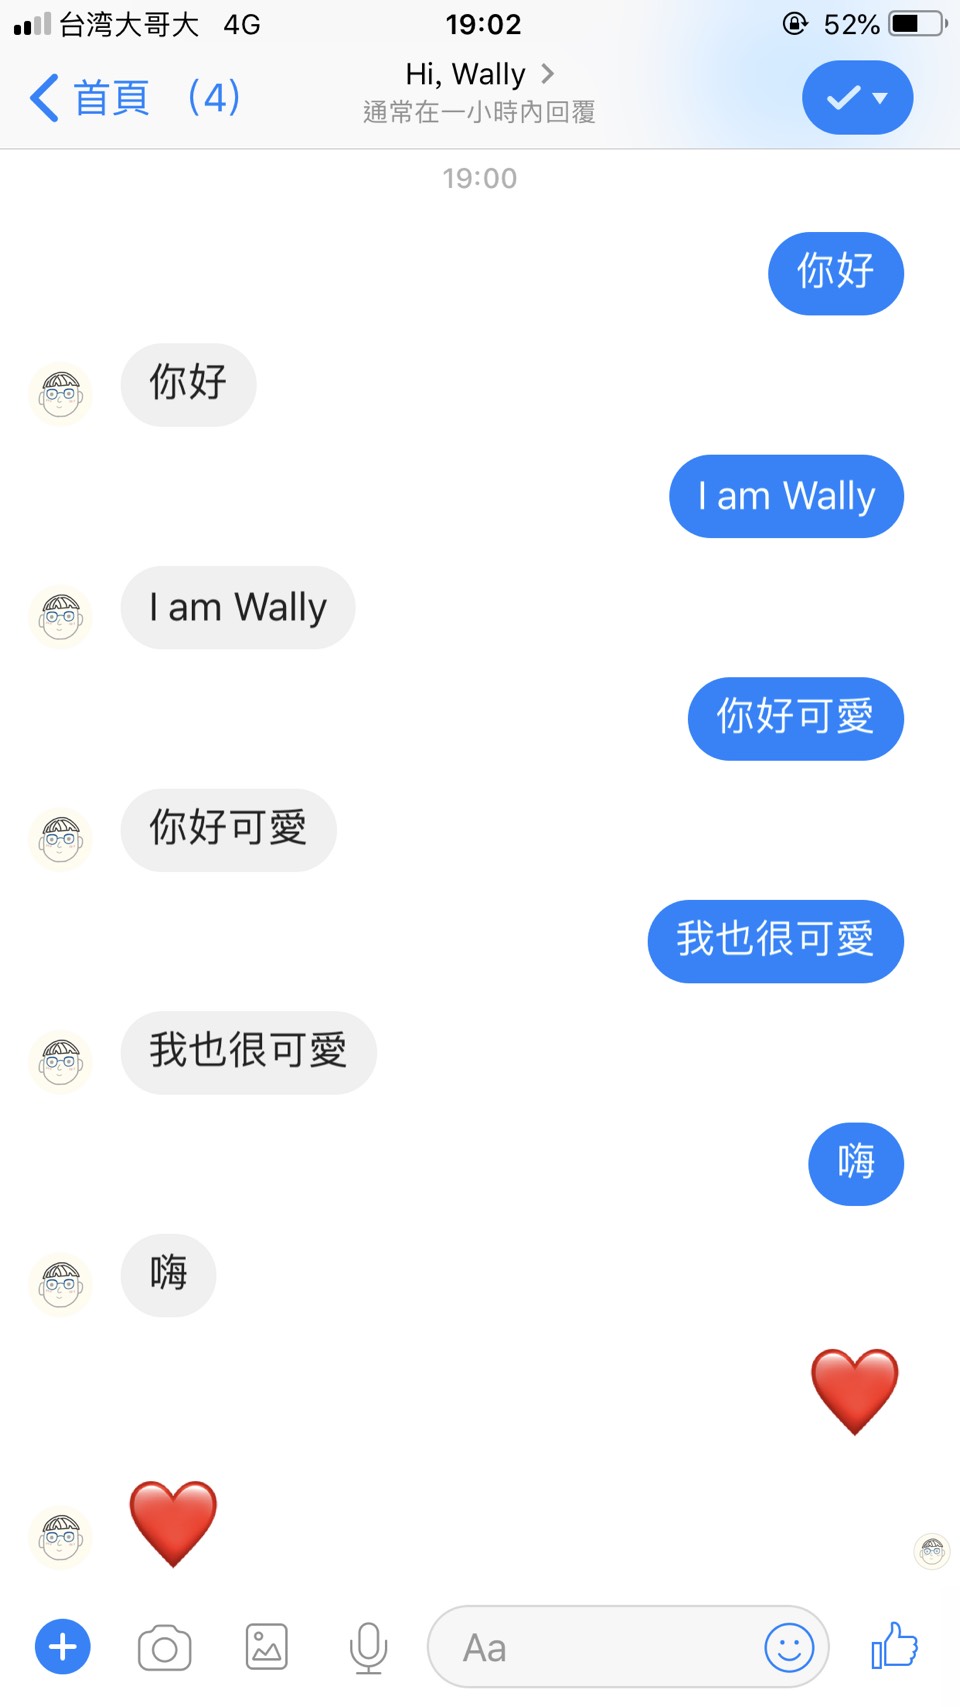 台湾大哥大 4G 19:02 52%
首頁 (4) Hi, Wally
通常在一小時內回覆
19:00
你好
你好
I am Wally
I am Wally
你好可愛
你好可愛
我也很可愛
我也很可愛
嗨
嗨
Aa